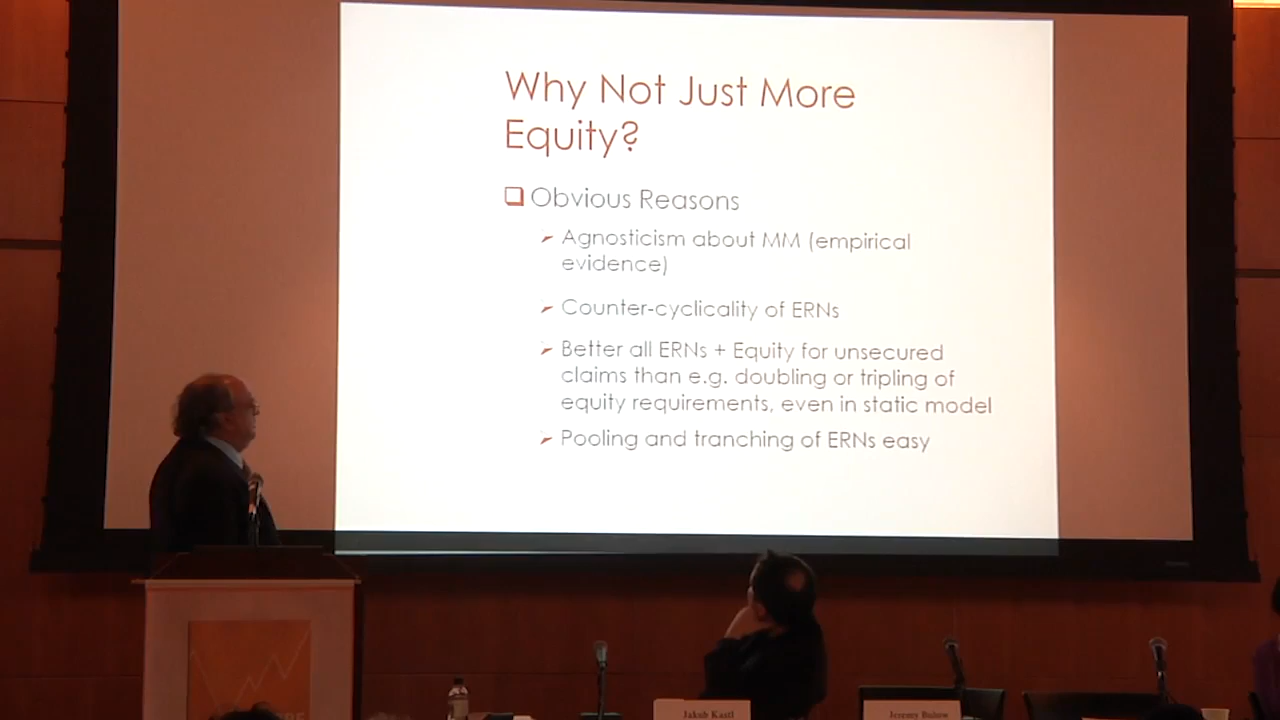 Why Not Just More
Equity?
Obvious Reasons
Agnosticism about MM (empirical
evidence)
Counter-cyclicality of ERNs
Better all ERNs + Equity for unsecured
claims than e.g. doubling or tripling of
equity requirements, even in static model
Pooling and tranching of ERNs easy
Jakub Kastl
Jeremy Bulow